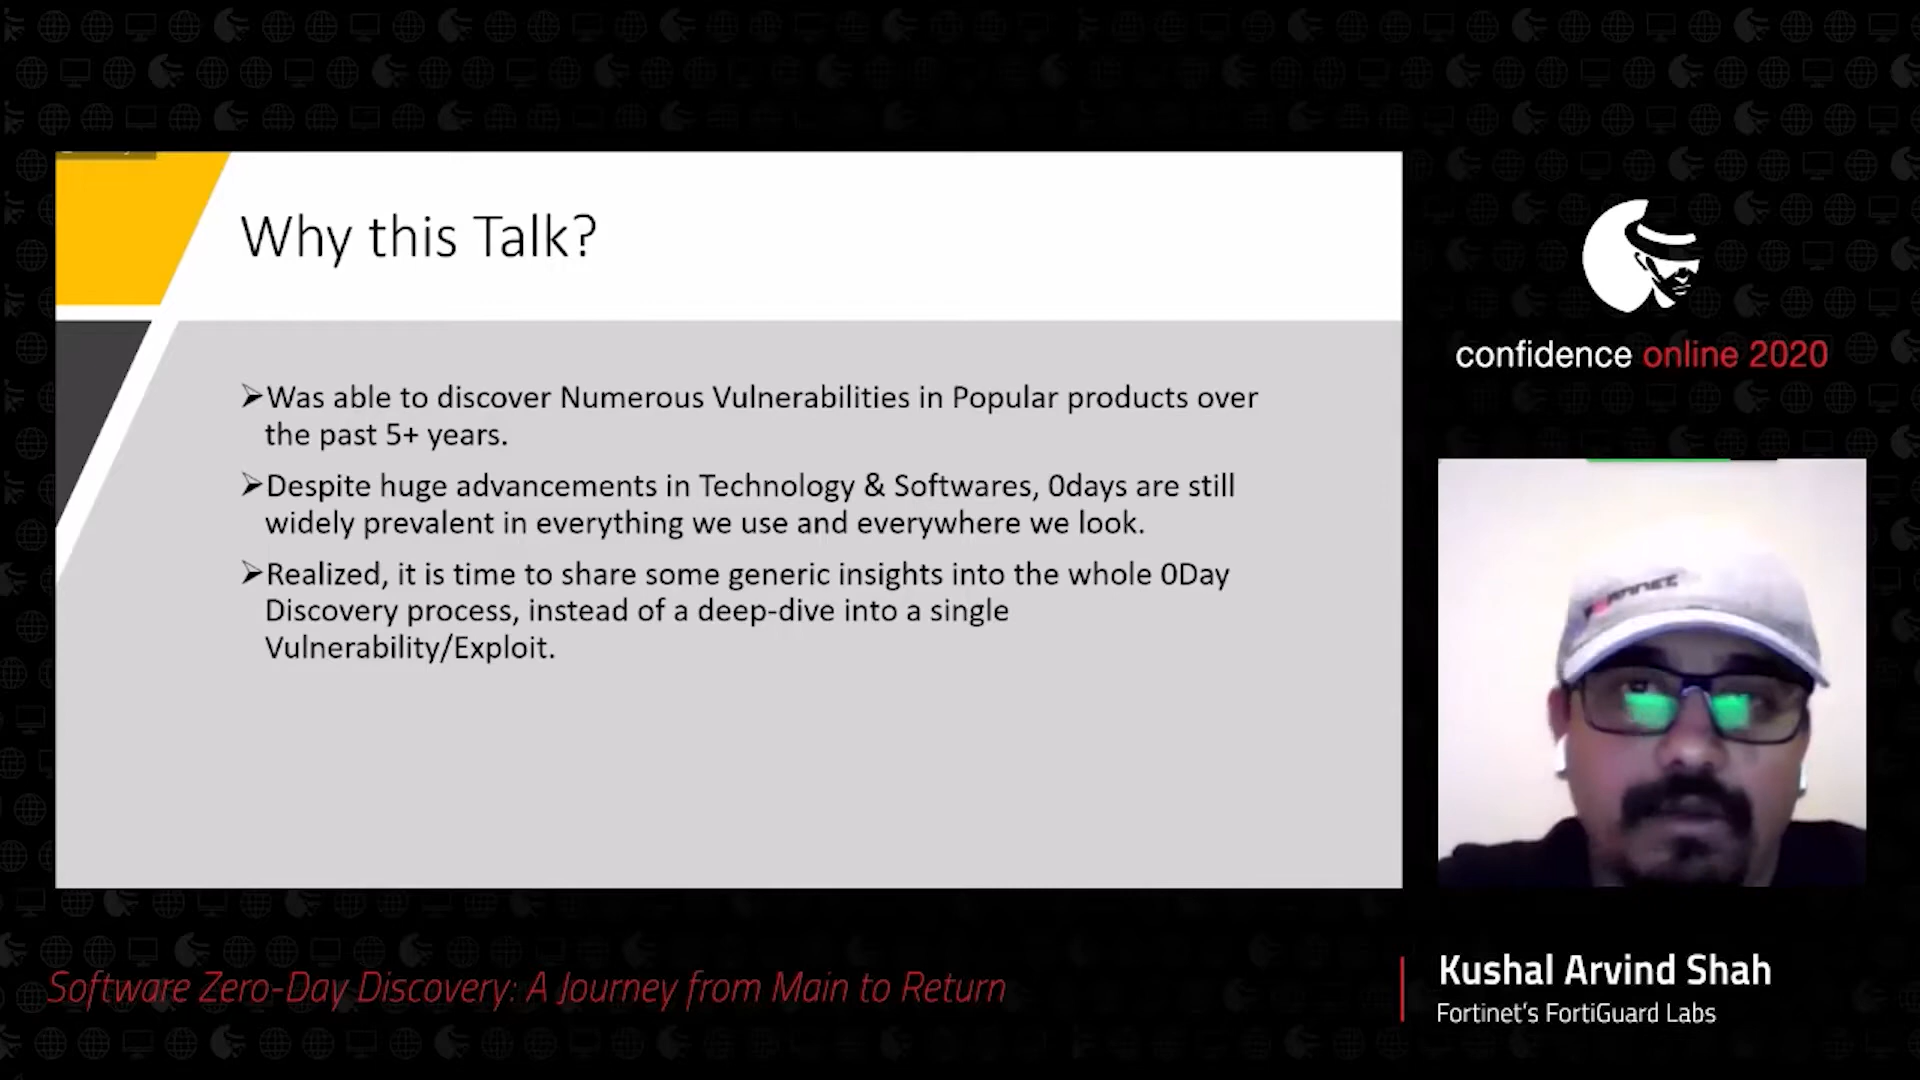 Why this Talk?
➢Was able to discover Numerous Vulnerabilities in Popular products over
the past 5+ years.
➢Despite huge advancements in Technology & Softwares, 0days are still
widely prevalent in everything we use and everywhere we look.
➢Realized, it is time to share some generic insights into the whole 0Day
Discovery process, instead of a deep-dive into a single
Vulnerability/Exploit.
confidence online 2020
FORTINET
Software Zero-Day Discovery: A Journey from Main to Return
Kushal Arvind Shah
Fortinet's FortiGuard Labs